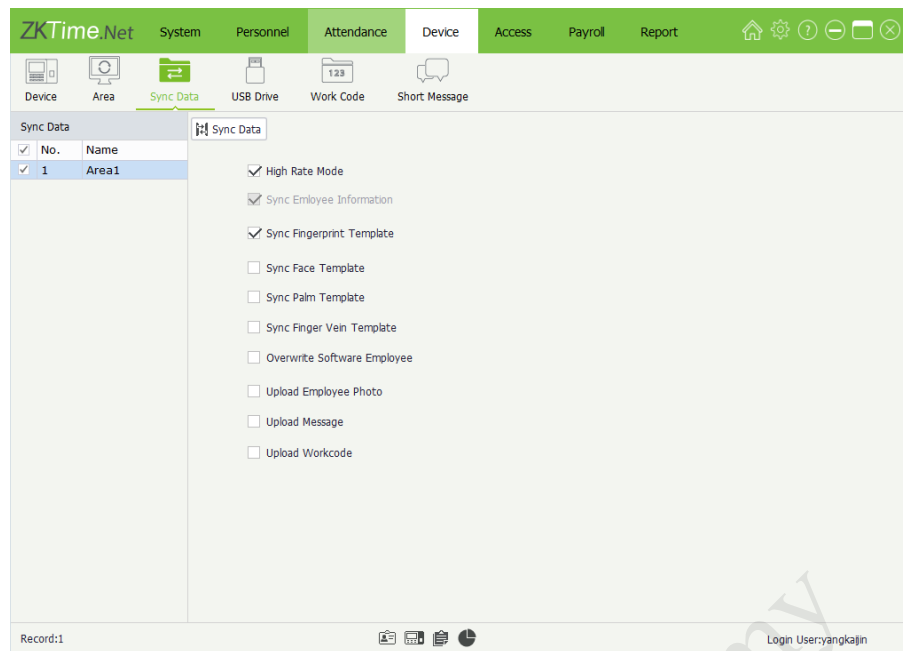 ZKTime.Net System Personnel Attendance Device Access Payroll Report
123
Device Area Sync Data USB Drive Work Code Short Message
Sync Data
Sync Data
No. Name
1 Area1
High Rate Mode
Sync Emloyee Information
Sync Fingerprint Template
Sync Face Template
Sync Palm Template
Sync Finger Vein Template
Overwrite Software Employee
Upload Employee Photo
Upload Message
Upload Workcode
Record:1
Login User:yangkaijin